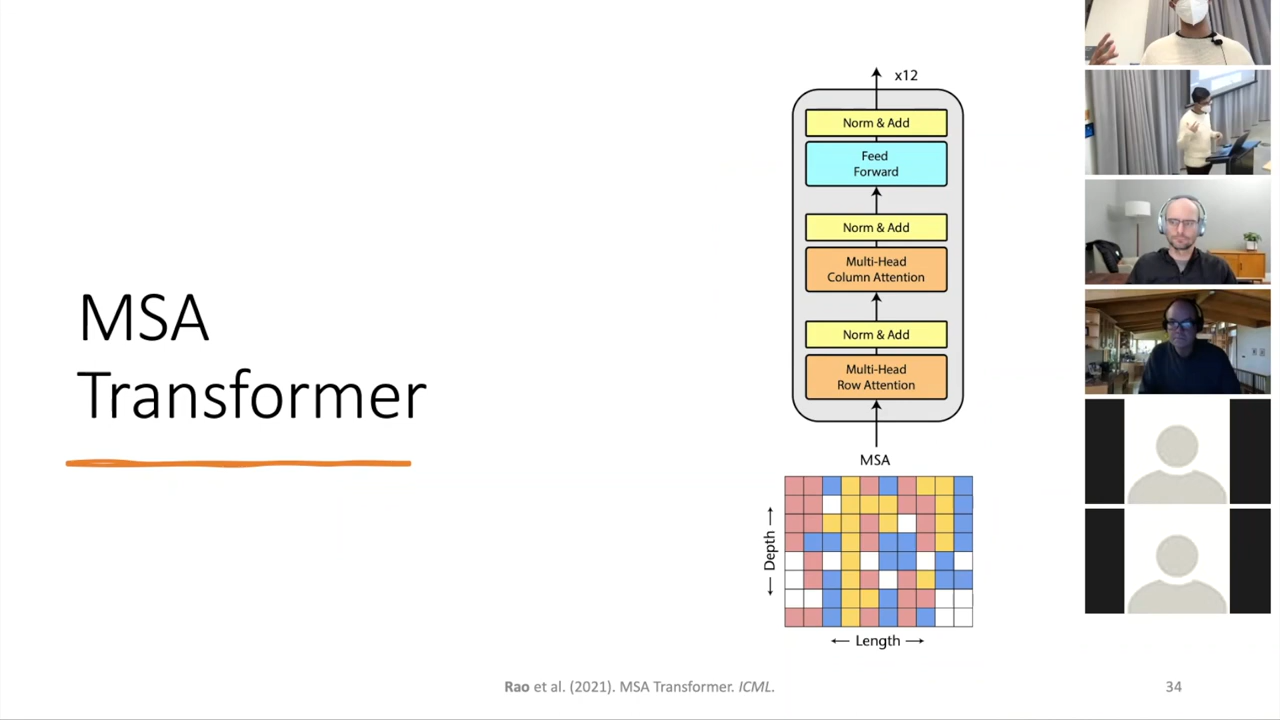 MSA
Transformer
x12
Norm & Add
Feed
Forward
Norm & Add
Multi-Head
Column Attention
Norm & Add
Multi-Head
Row Attention
MSA
Depth
Length
Rao et al. (2021). MSA Transformer. ICML.
34